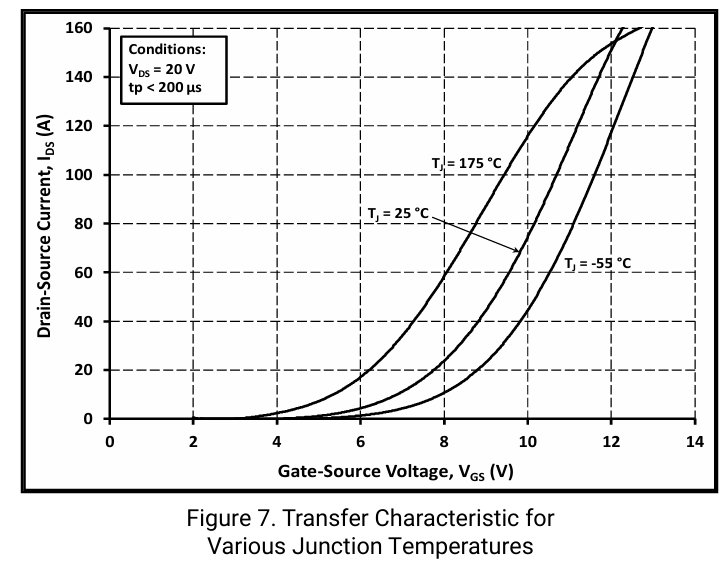 160
140
120
100
80
60
40
20
0
Drain-Source Current, I_DS (A)
Conditions:
V_DS = 20 V
tp < 200 µs
T_J = 175 °C
T_J = 25 °C
T_J = -55 °C
0 2 4 6 8 10 12 14
Gate-Source Voltage, V_GS (V)
Figure 7. Transfer Characteristic for
Various Junction Temperatures